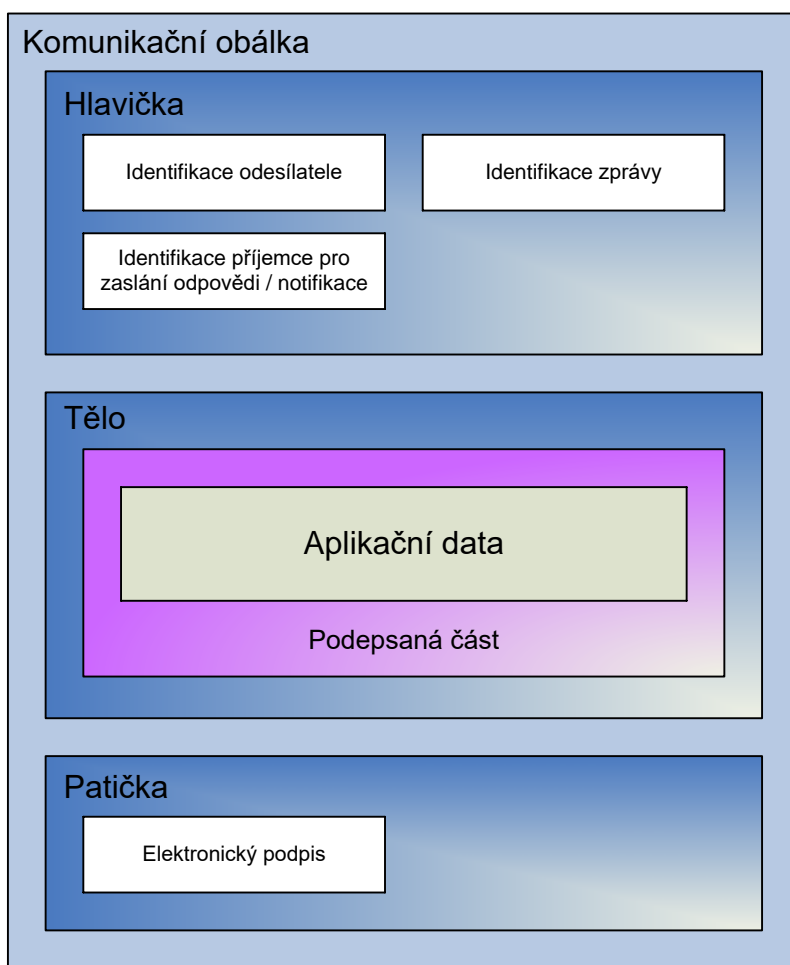 Komunikační obálka
Hlavička
Identifikace odesílatele
Identifikace zprávy
Identifikace příjemce pro
zaslání odpovědi / notifikace
Tělo
Aplikační data
Podepsaná část
Patička
Elektronický podpis